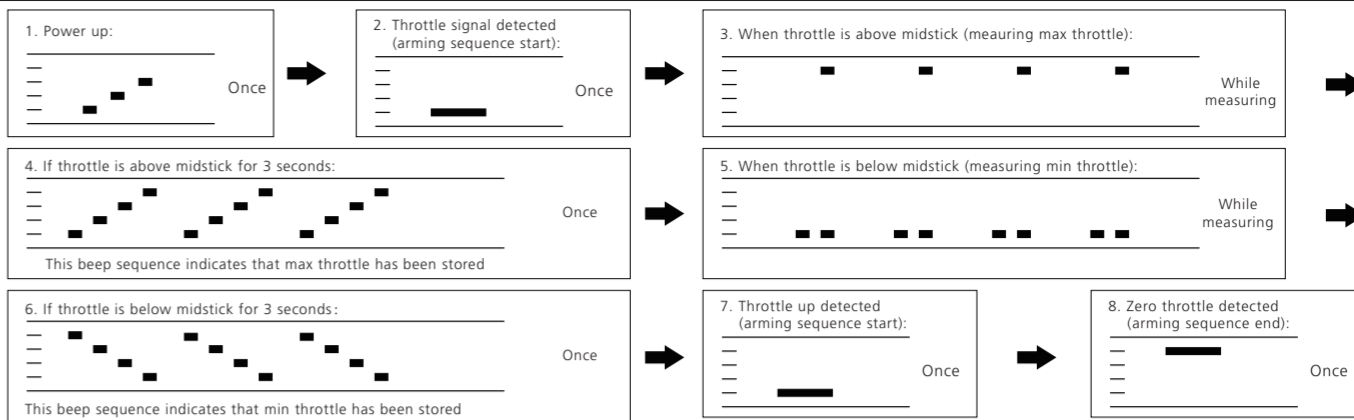 1. Power up:
Once
2. Throttle signal detected
(arming sequence start):
Once
3. When throttle is above midstick (meauring max throttle):
While
measuring
4. If throttle is above midstick for 3 seconds:
Once
This beep sequence indicates that max throttle has been stored
5. When throttle is below midstick (measuring min throttle):
While
measuring
6. If throttle is below midstick for 3 seconds:
Once
This beep sequence indicates that min throttle has been stored
7. Throttle up detected
(arming sequence start):
Once
8. Zero throttle detected
(arming sequence end):
Once